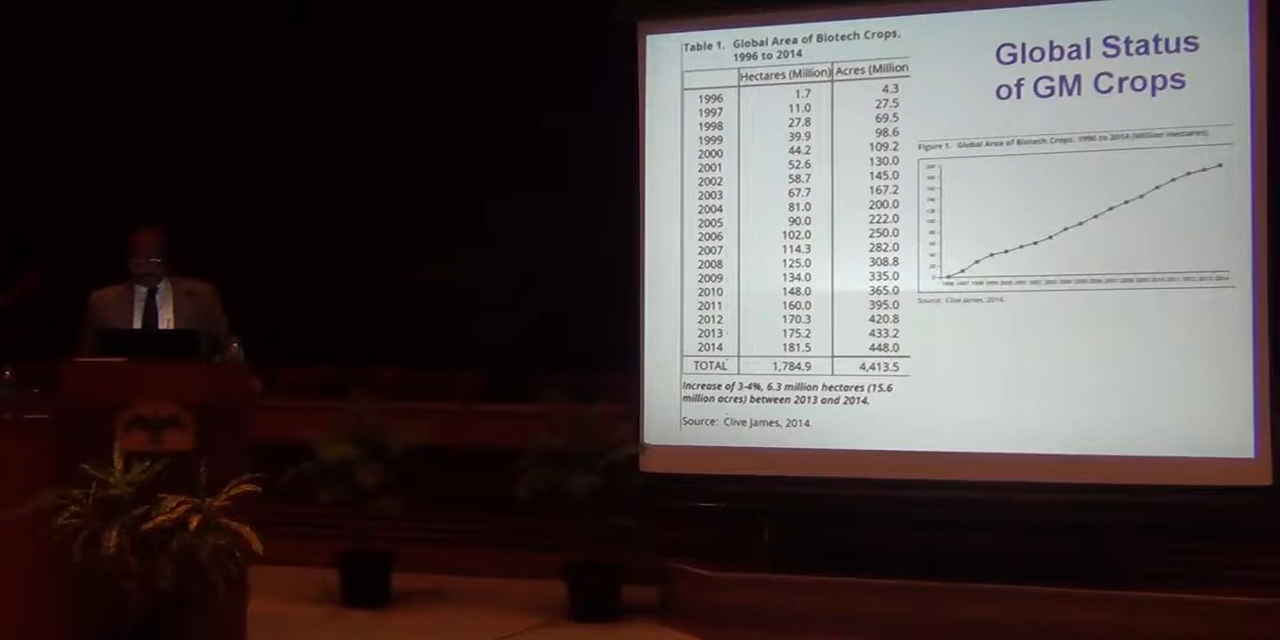 Table 1. Global Area of Biotech Crops,
1996 to 2014
Hectares (Million) Acres (Million
1996 1.7 4.3
1997 11.0 27.5
1998 27.8 69.5
1999 39.9 98.6
2000 44.2 109.2
2001 52.6 130.0
2002 58.7 145.0
2003 67.7 167.2
2004 81.0 200.0
2005 90.0 222.0
2006 102.0 250.0
2007 114.3 282.0
2008 125.0 308.8
2009 134.0 335.0
2010 148.0 365.0
2011 160.0 395.0
2012 170.3 420.8
2013 175.2 433.2
2014 181.5 448.0
TOTAL 1,784.9 4,413.5
Increase of 3-4%, 6.3 million hectares (15.6
million acres) between 2013 and 2014.
Source: Clive James, 2014.
Global Status
of GM Crops
Figure 1. Global Area of Biotech Crops, 1996 to 2014 (Million Hectares)
Source: Clive James, 2014.